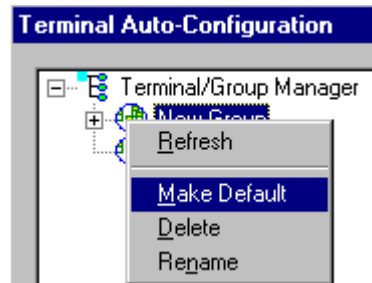 Terminal Auto-Configuration
Terminal/Group Manager
New Group
Refresh
Make Default
Delete
Rename